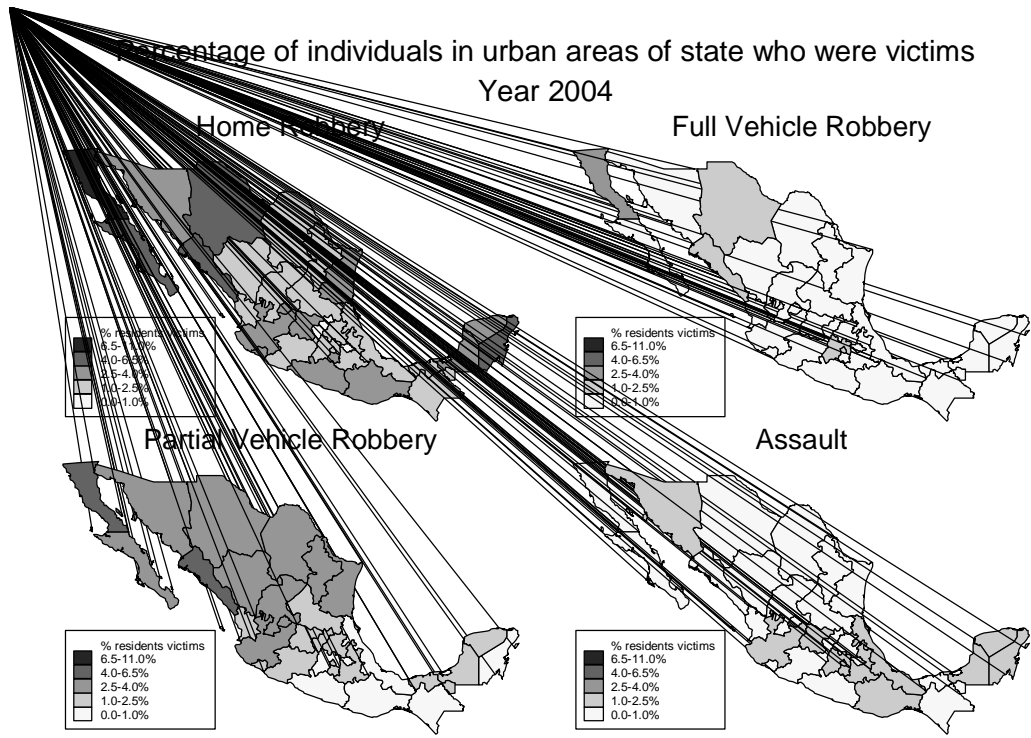 Percentage of individuals in urban areas of state who were victims
Year 2004
Home Robbery
Full Vehicle Robbery
% residents victims
6.5-11.0%
4.0-6.5%
2.5-4.0%
1.0-2.5%
0.0-1.0%
% residents victims
6.5-11.0%
4.0-6.5%
2.5-4.0%
1.0-2.5%
0.0-1.0%
Partial Vehicle Robbery
Assault
% residents victims
6.5-11.0%
4.0-6.5%
2.5-4.0%
1.0-2.5%
0.0-1.0%
% residents victims
6.5-11.0%
4.0-6.5%
2.5-4.0%
1.0-2.5%
0.0-1.0%